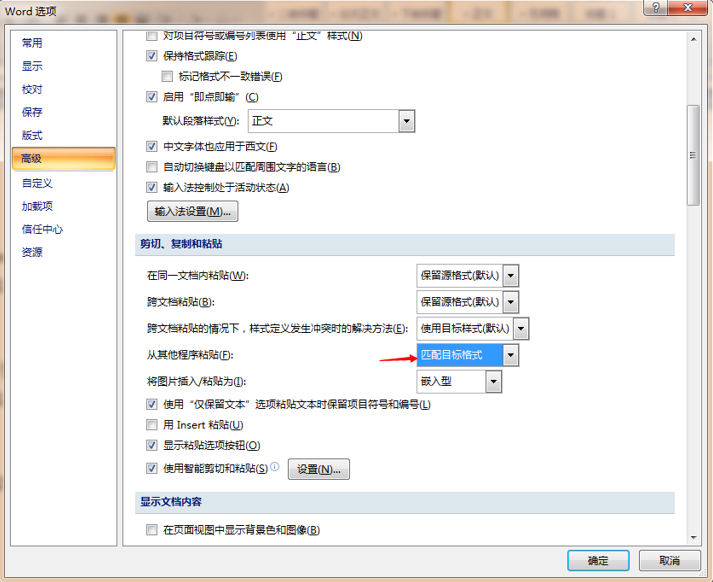 Word 选项
常用
显示
校对
保存
版式
高级
自定义
加载项
信任中心
资源
对项目符号或编号列表使用“正文”样式(N)
保持格式跟踪(E)
标记格式不一致错误(F)
启用“即点即输”(C)
默认段落样式(Y): 正文
中文字体也应用于西文(F)
自动切换键盘以匹配周围文字的语言(B)
输入法控制处于活动状态(A)
输入法设置(M)...
剪切、复制和粘贴
在同一文档内粘贴(W): 保留源格式(默认)
跨文档粘贴(B): 保留源格式(默认)
跨文档粘贴的情况下，样式定义发生冲突时的解决方法(E): 使用目标样式(默认)
从其他程序粘贴(F): 匹配目标格式
将图片插入/粘贴为(I): 嵌入型
使用“仅保留文本”选项粘贴文本时保留项目符号和编号(L)
用 Insert 粘贴(U)
显示粘贴选项按钮(O)
使用智能剪切和粘贴(S) 设置(N)...
显示文档内容
在页面视图中显示背景色和图像(B)
确定 取消